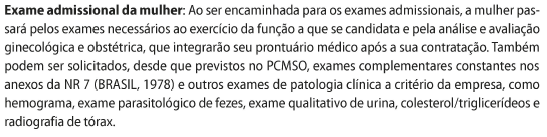 Exame admissional da mulher: Ao ser encaminhada para os exames admissionais, a mulher pas-
sará pelos exames necessários ao exercício da função a que se candidata e pela análise e avaliação
ginecológica e obstétrica, que integrarão seu prontuário médico após a sua contratação. Também
podem ser solicitados, desde que previstos no PCMSO, exames complementares constantes nos
anexos da NR 7 (BRASIL, 1978) e outros exames de patologia clínica a critério da empresa, como
hemograma, exame parasitológico de fezes, exame qualitativo de urina, colesterol/triglicerídeos e
radiografia de tórax.